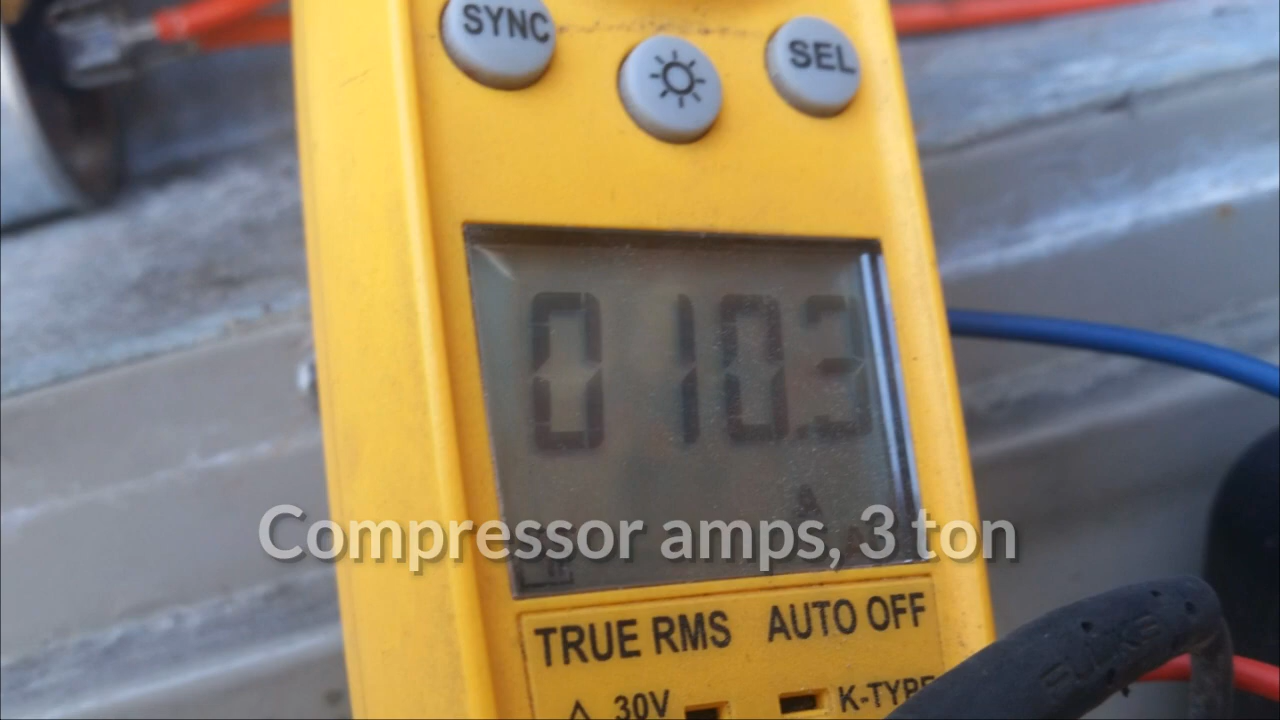 SYNC
SEL
010.3
A
Compressor amps, 3 ton
TRUE RMS AUTO OFF
⚠ 30V K-TYPE